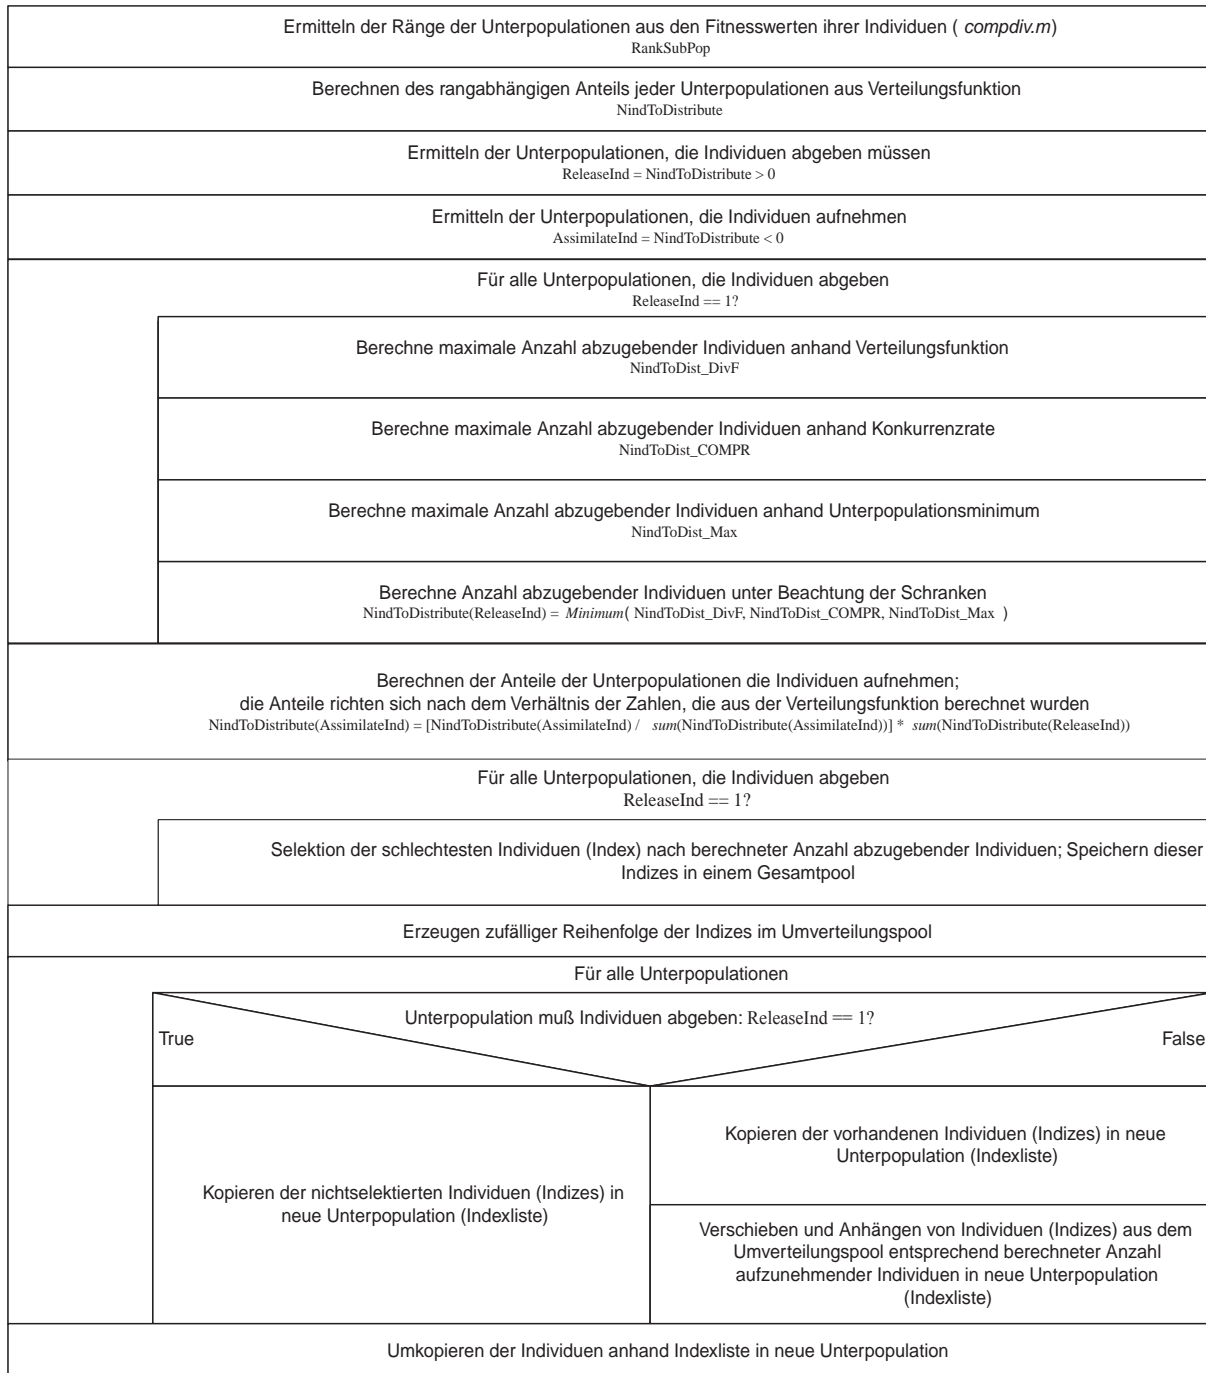 Ermitteln der Ränge der Unterpopulationen aus den Fitnesswerten ihrer Individuen ( compdiv.m)
RankSubPop
Berechnen des rangabhängigen Anteils jeder Unterpopulationen aus Verteilungsfunktion
NindToDistribute
Ermitteln der Unterpopulationen, die Individuen abgeben müssen
ReleaseInd = NindToDistribute > 0
Ermitteln der Unterpopulationen, die Individuen aufnehmen
AssimilateInd = NindToDistribute < 0
Für alle Unterpopulationen, die Individuen abgeben
ReleaseInd == 1?
Berechne maximale Anzahl abzugebender Individuen anhand Verteilungsfunktion
NindToDist_DivF
Berechne maximale Anzahl abzugebender Individuen anhand Konkurrenzrate
NindToDist_COMPR
Berechne maximale Anzahl abzugebender Individuen anhand Unterpopulationsminimum
NindToDist_Max
Berechne Anzahl abzugebender Individuen unter Beachtung der Schranken
NindToDistribute(ReleaseInd) = Minimum( NindToDist_DivF, NindToDist_COMPR, NindToDist_Max )
Berechnen der Anteile der Unterpopulationen die Individuen aufnehmen;
die Anteile richten sich nach dem Verhältnis der Zahlen, die aus der Verteilungsfunktion berechnet wurden
NindToDistribute(AssimilateInd) = [NindToDistribute(AssimilateInd) / sum(NindToDistribute(AssimilateInd))] * sum(NindToDistribute(ReleaseInd))
Für alle Unterpopulationen, die Individuen abgeben
ReleaseInd == 1?
Selektion der schlechtesten Individuen (Index) nach berechneter Anzahl abzugebender Individuen; Speichern dieser
Indizes in einem Gesamtpool
Erzeugen zufälliger Reihenfolge der Indizes im Umverteilungspool
Für alle Unterpopulationen
Unterpopulation muß Individuen abgeben: ReleaseInd == 1?
True
False
Kopieren der nichtselektierten Individuen (Indizes) in
neue Unterpopulation (Indexliste)
Kopieren der vorhandenen Individuen (Indizes) in neue
Unterpopulation (Indexliste)
Verschieben und Anhängen von Individuen (Indizes) aus dem
Umverteilungspool entsprechend berechneter Anzahl
aufzunehmender Individuen in neue Unterpopulation
(Indexliste)
Umkopieren der Individuen anhand Indexliste in neue Unterpopulation